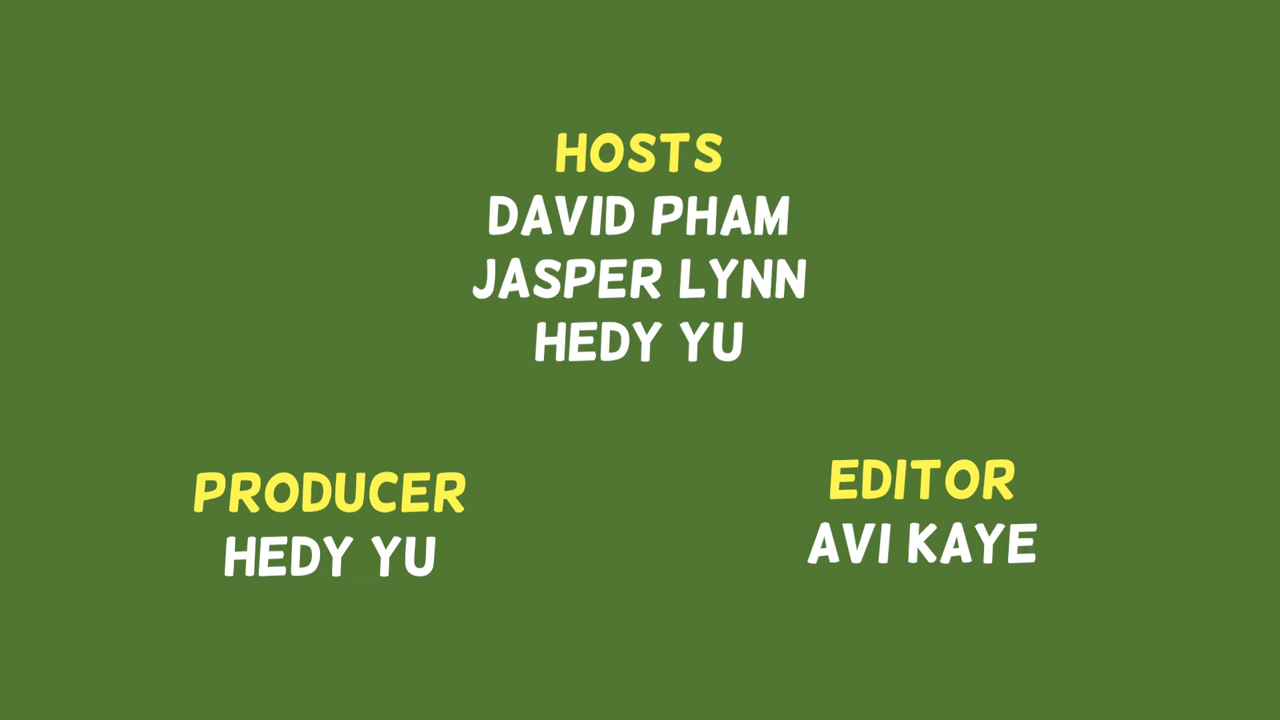 HOSTS
DAVID PHAM
JASPER LYNN
HEDY YU
PRODUCER
HEDY YU
EDITOR
AVI KAYE